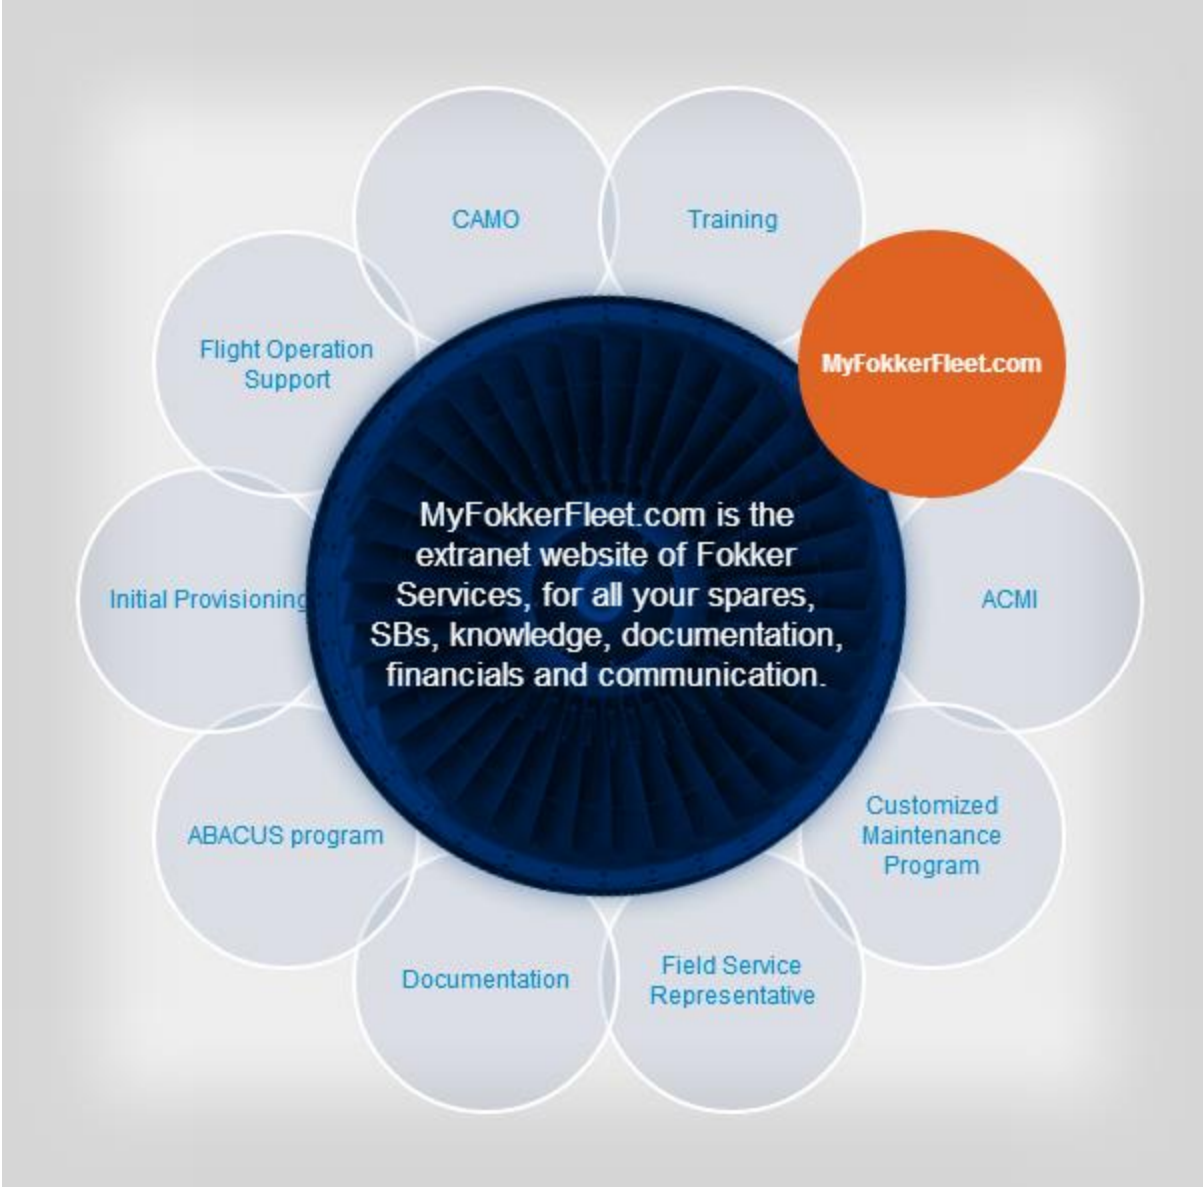 CAMO
Training
MyFokkerFleet.com
Flight Operation
Support
MyFokkerFleet.com is the
extranet website of Fokker
Services, for all your spares,
SBs, knowledge, documentation,
financials and communication.
Initial Provisioning
ACMI
ABACUS program
Customized
Maintenance
Program
Documentation
Field Service
Representative